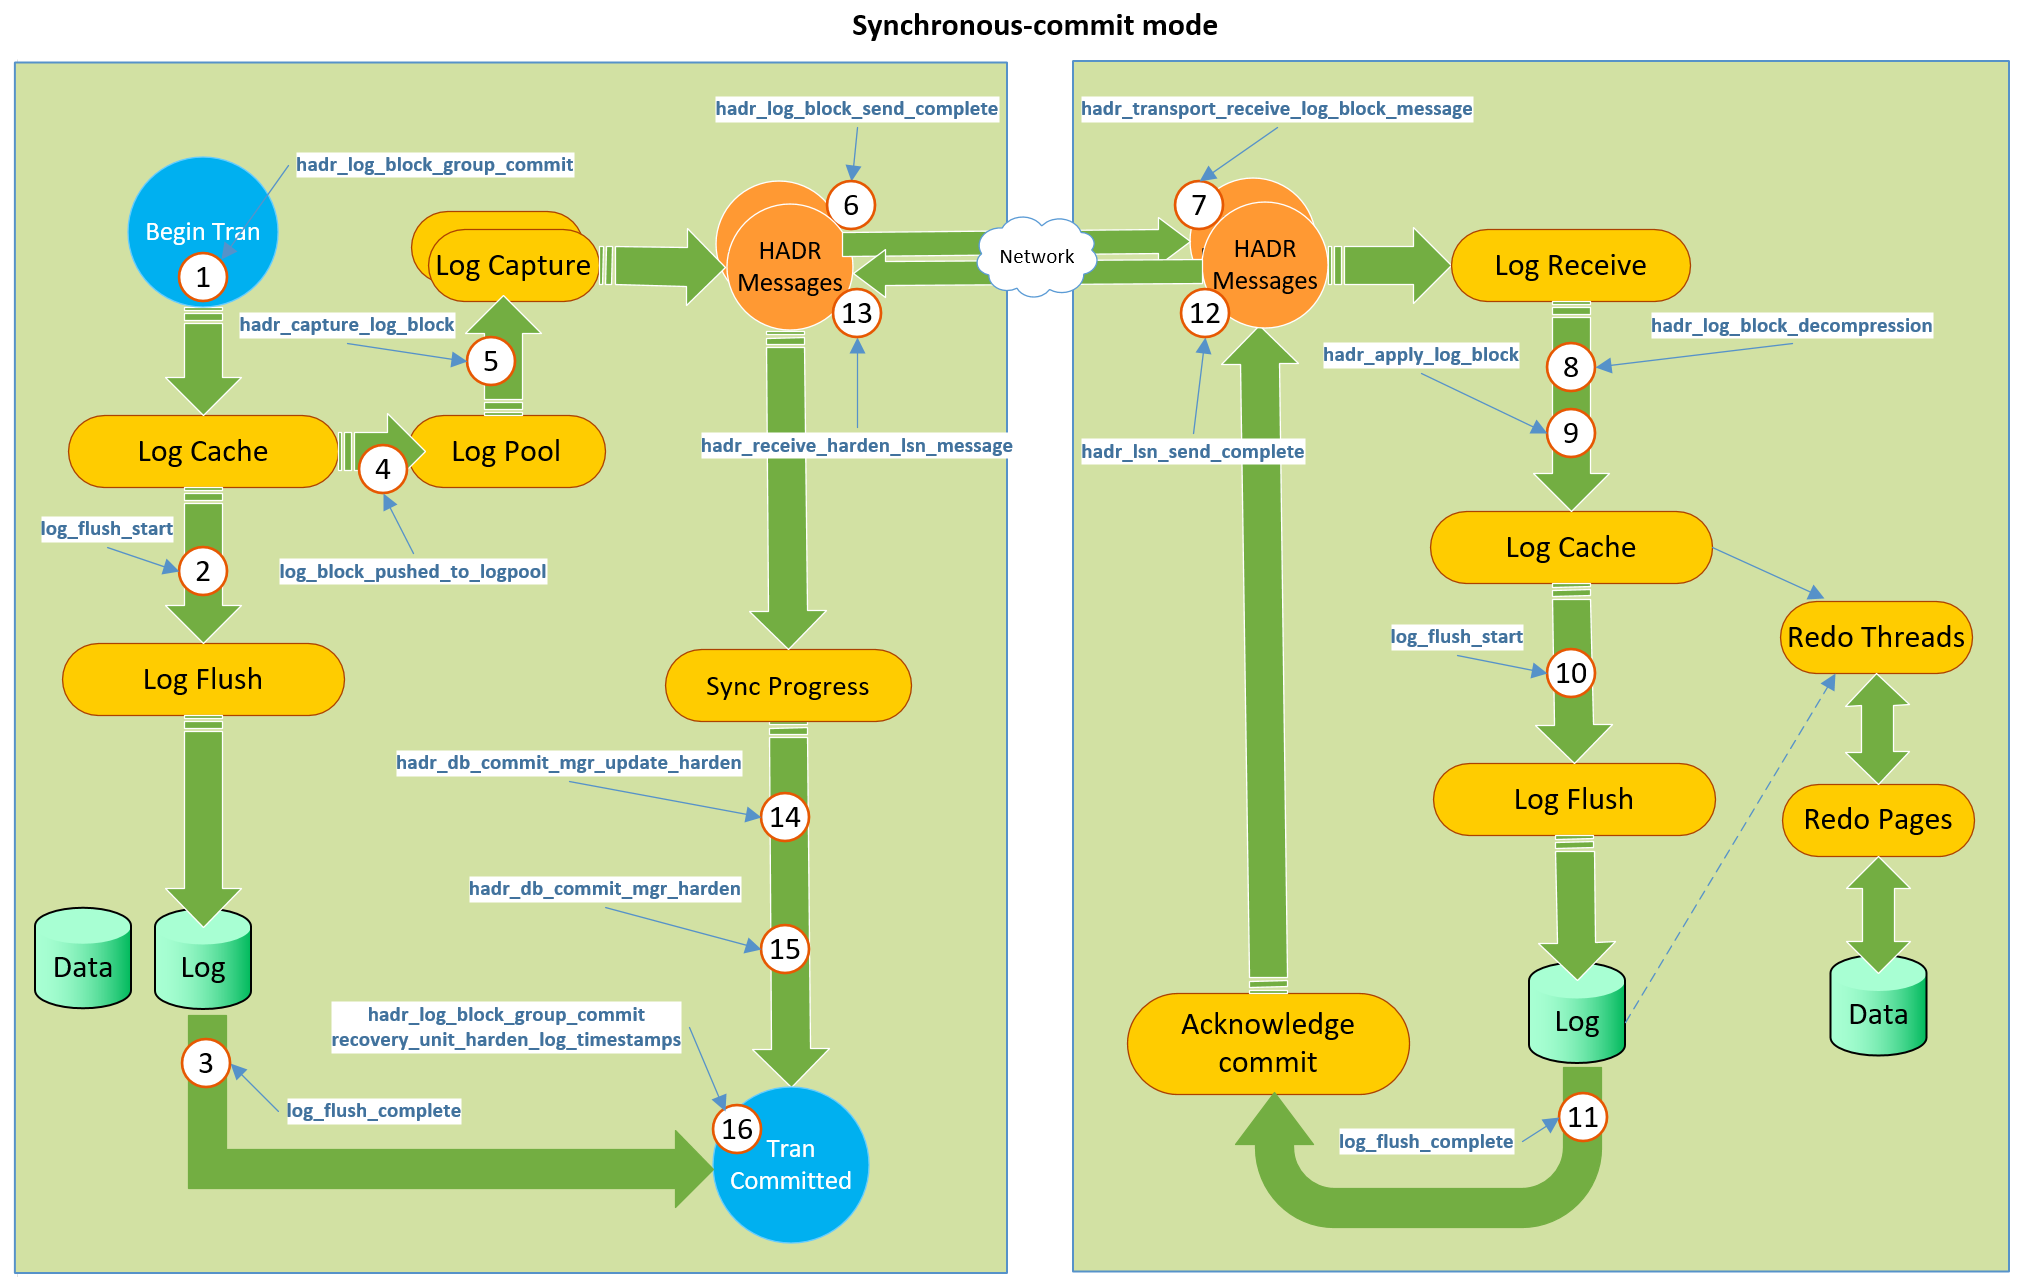 Synchronous-commit mode
hadr_log_block_send_complete
hadr_log_block_group_commit
Begin Tran
1
6
Log Capture
HADR
Messages
Network
hadr_capture_log_block
5
13
Log Cache
4
Log Pool
hadr_receive_harden_lsn_message
log_flush_start
2
log_block_pushed_to_logpool
Log Flush
Sync Progress
hadr_db_commit_mgr_update_harden
14
hadr_db_commit_mgr_harden
15
Data
Log
hadr_log_block_group_commit
recovery_unit_harden_log_timestamps
3
log_flush_complete
16
Tran
Committed
hadr_transport_receive_log_block_message
7
HADR
Messages
12
Log Receive
hadr_log_block_decompression
hadr_apply_log_block
8
9
hadr_lsn_send_complete
Log Cache
Redo Threads
log_flush_start
10
Log Flush
Redo Pages
Acknowledge
commit
Log
Data
11
log_flush_complete